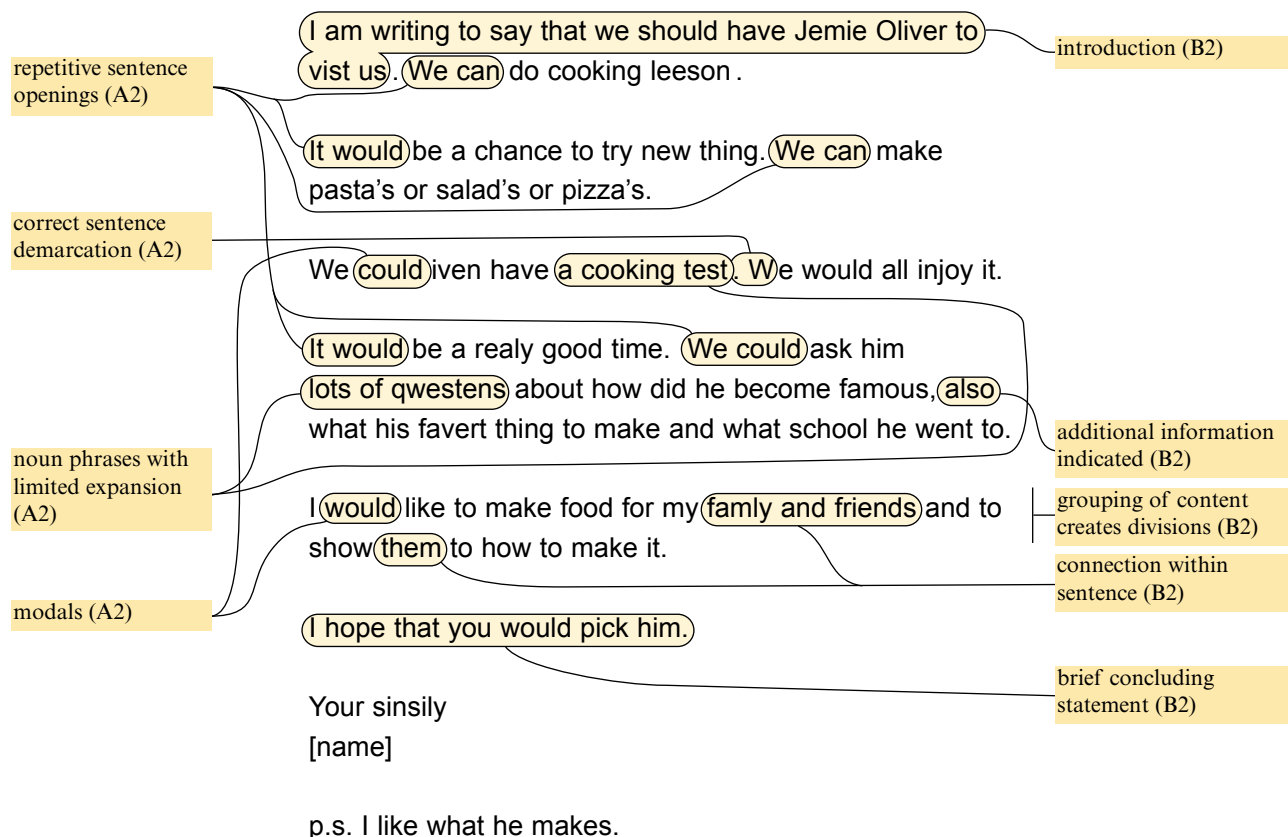 I am writing to say that we should have Jemie Oliver to
introduction (B2)
repetitive sentence
openings (A2)
vist us. We can do cooking leeson .
It would be a chance to try new thing. We can make
pasta's or salad's or pizza's.
correct sentence
demarcation (A2)
We could iven have a cooking test. We would all injoy it.
It would be a realy good time. We could ask him
lots of qwestens about how did he become famous, also
what his favert thing to make and what school he went to.
additional information
indicated (B2)
noun phrases with
limited expansion
(A2)
I would like to make food for my famly and friends and to
show them to how to make it.
grouping of content
creates divisions (B2)
connection within
sentence (B2)
modals (A2)
I hope that you would pick him.
brief concluding
statement (B2)
Your sinsily
[name]
p.s. I like what he makes.